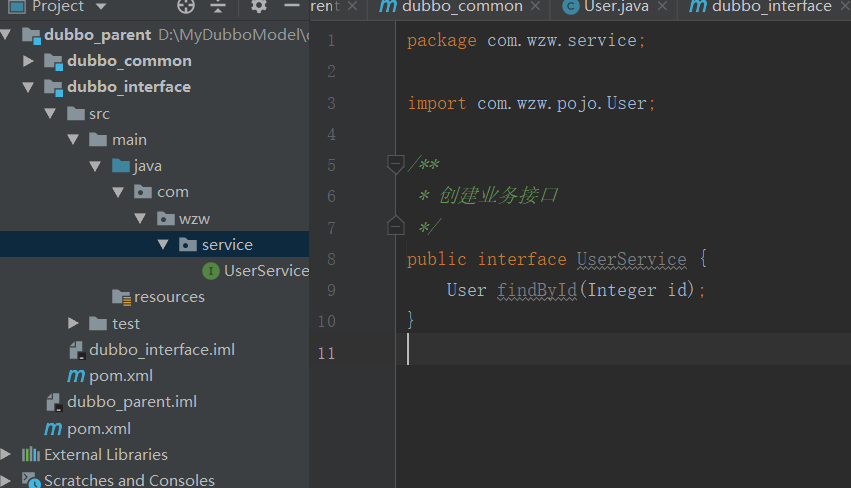 Project
rent
dubbo_common
User.java
dubbo_interface
dubbo_parent D:\MyDubboModel\
dubbo_common
dubbo_interface
src
main
java
com
wzw
service
UserService
resources
test
dubbo_interface.iml
pom.xml
dubbo_parent.iml
pom.xml
External Libraries
Scratches and Consoles
1 package com.wzw.service;
2
3 import com.wzw.pojo.User;
4
5 /**
6 * 创建业务接口
7 */
8 public interface UserService {
9 User findById(Integer id);
10 }
11